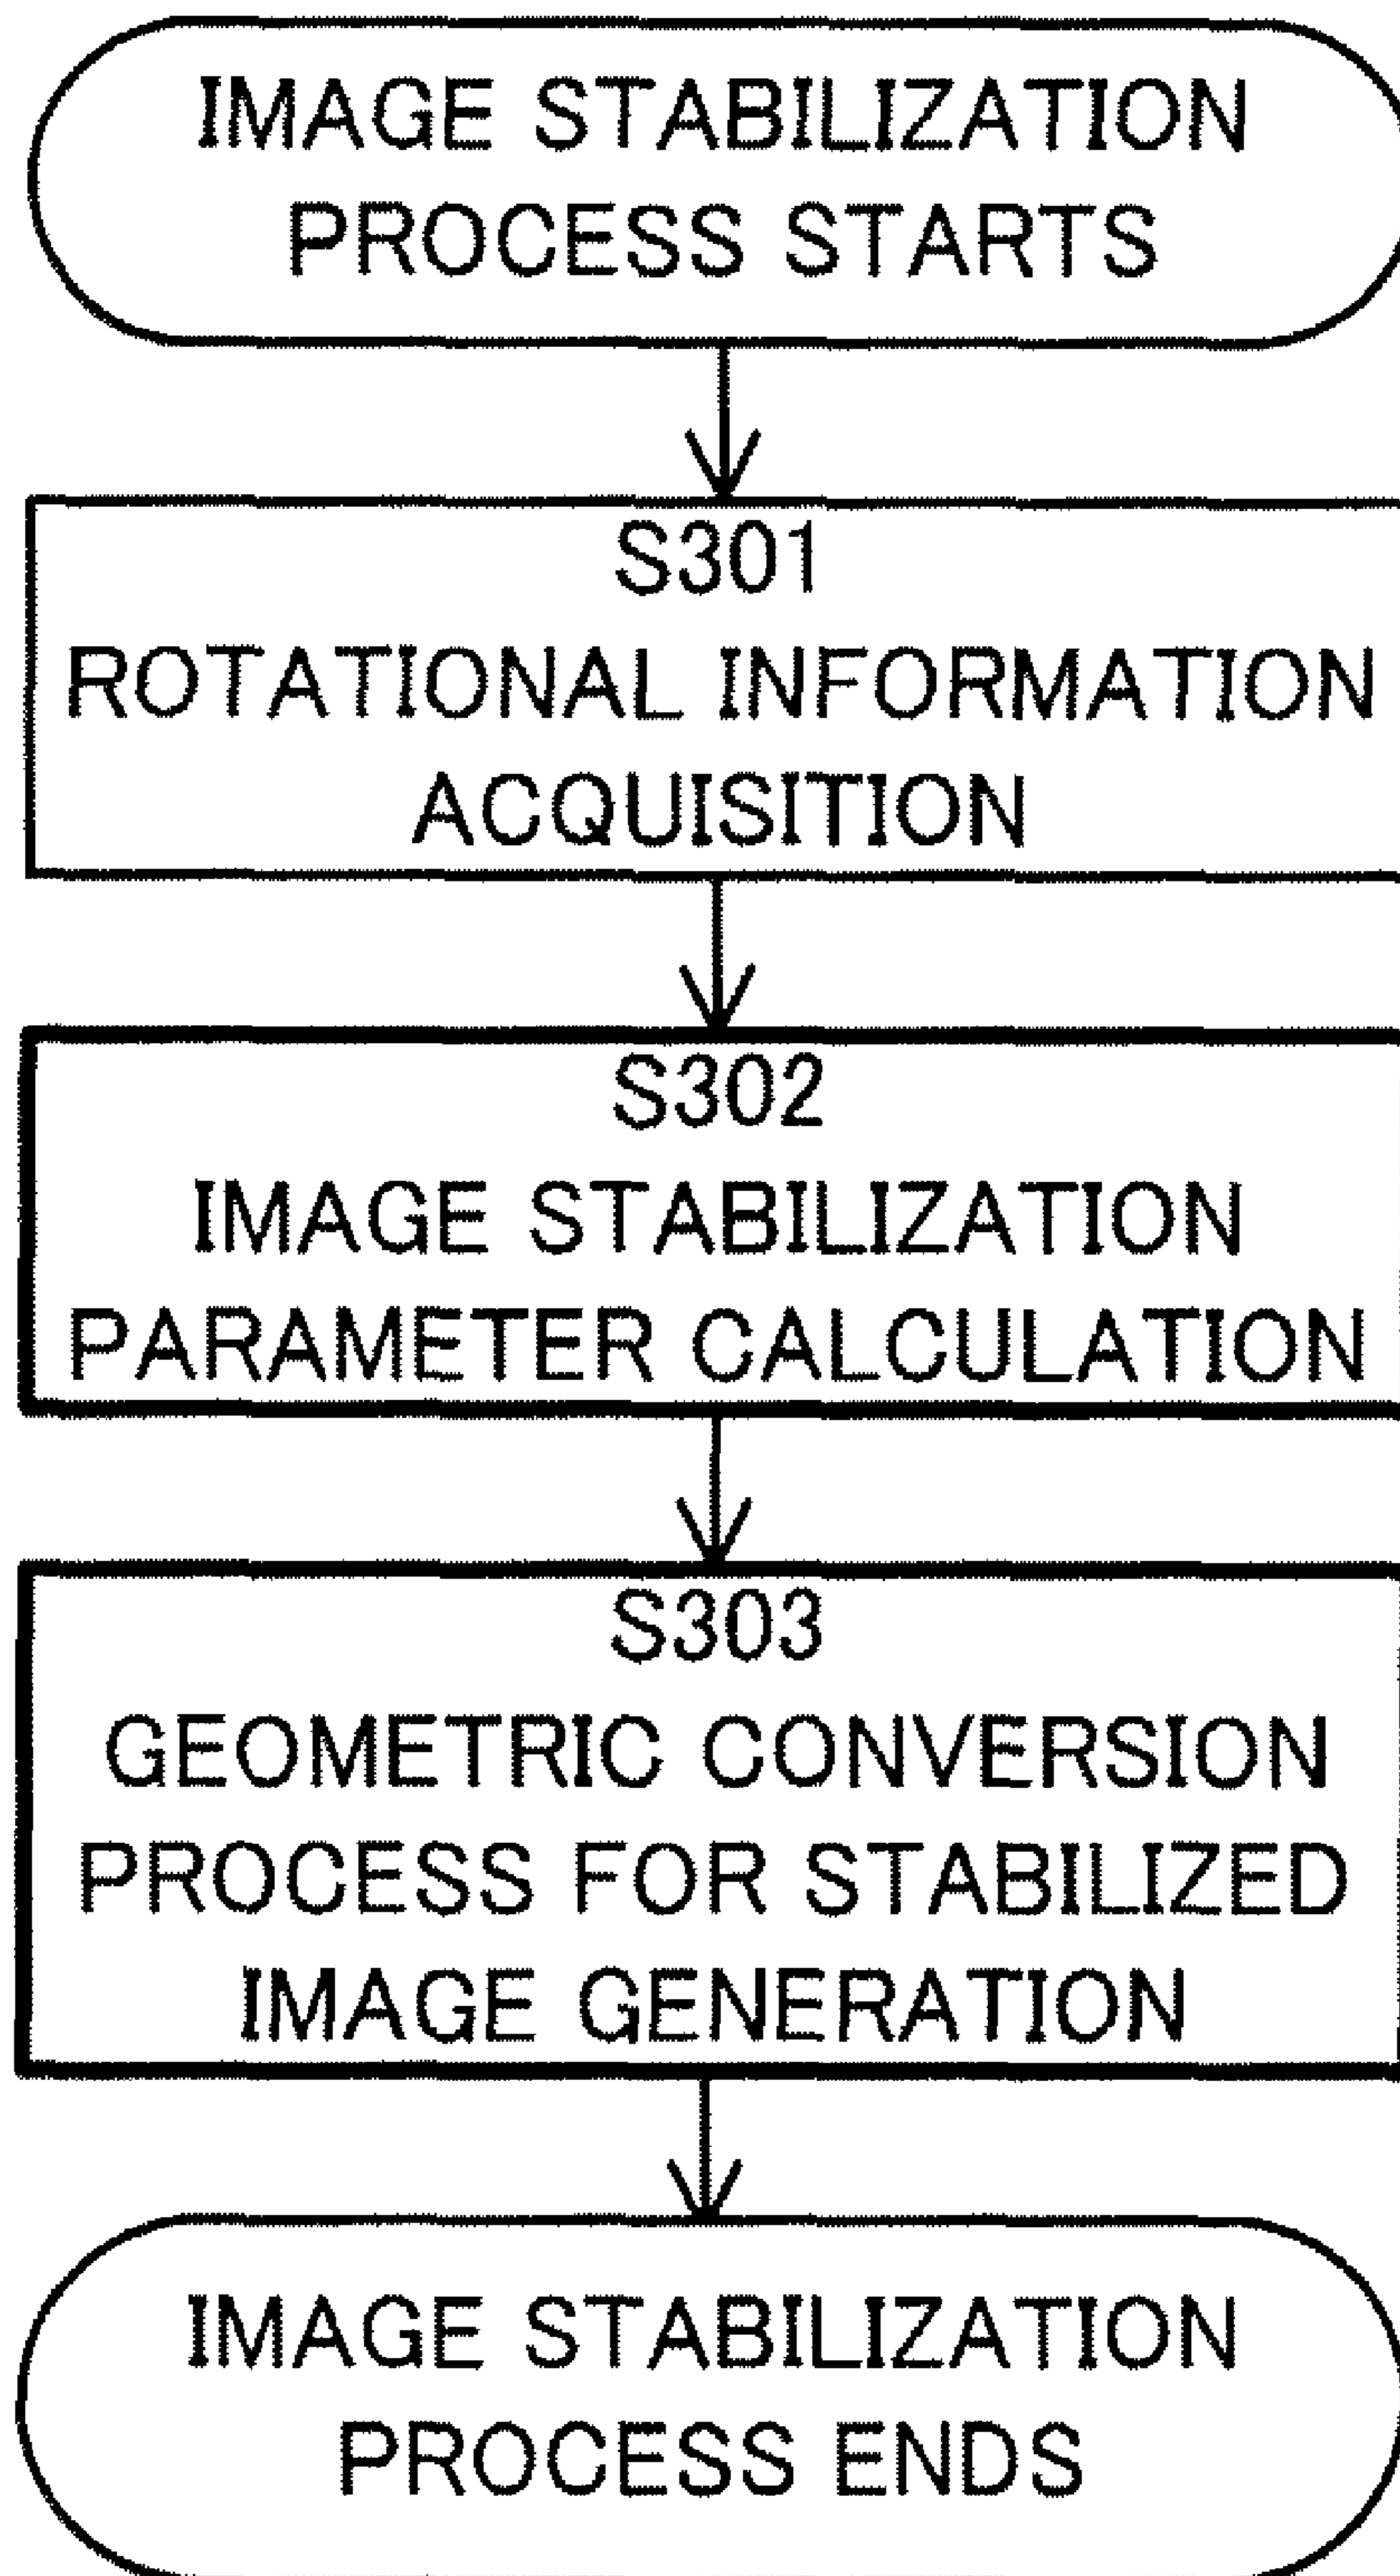 IMAGE STABILIZATION
PROCESS STARTS
S301
ROTATIONAL INFORMATION
ACQUISITION
S302
IMAGE STABILIZATION
PARAMETER CALCULATION
S303
GEOMETRIC CONVERSION
PROCESS FOR STABILIZED
IMAGE GENERATION
IMAGE STABILIZATION
PROCESS ENDS